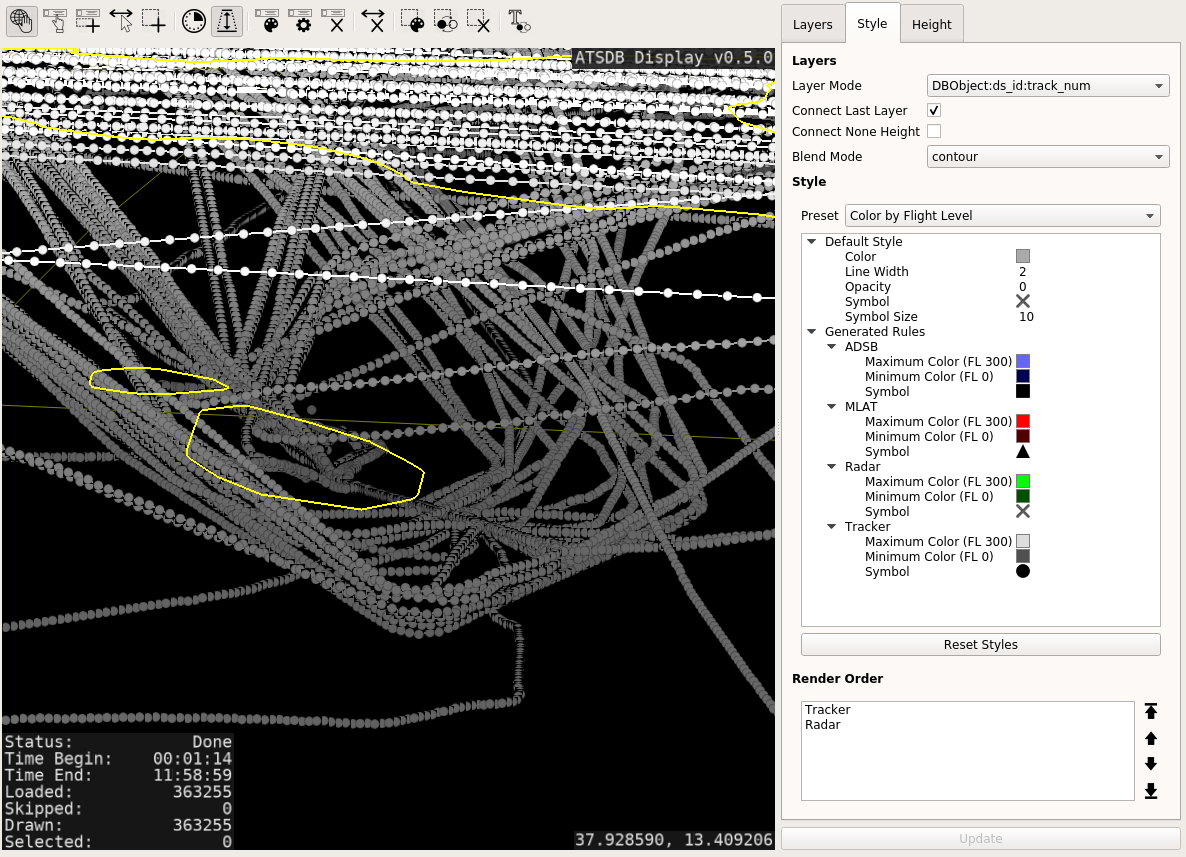 ATSDB Display v0.5.0
Status: Done
Time Begin: 00:01:14
Time End: 11:58:59
Loaded: 363255
Skipped: 0
Drawn: 363255
Selected: 0
37.928590, 13.409206
Layers Style Height
Layers
Layer Mode DBObject:ds_id:track_num
Connect Last Layer
Connect None Height
Blend Mode contour
Style
Preset Color by Flight Level
Default Style
Color
Line Width 2
Opacity 0
Symbol
Symbol Size 10
Generated Rules
ADSB
Maximum Color (FL 300)
Minimum Color (FL 0)
Symbol
MLAT
Maximum Color (FL 300)
Minimum Color (FL 0)
Symbol
Radar
Maximum Color (FL 300)
Minimum Color (FL 0)
Symbol
Tracker
Maximum Color (FL 300)
Minimum Color (FL 0)
Symbol
Reset Styles
Render Order
Tracker
Radar
Update